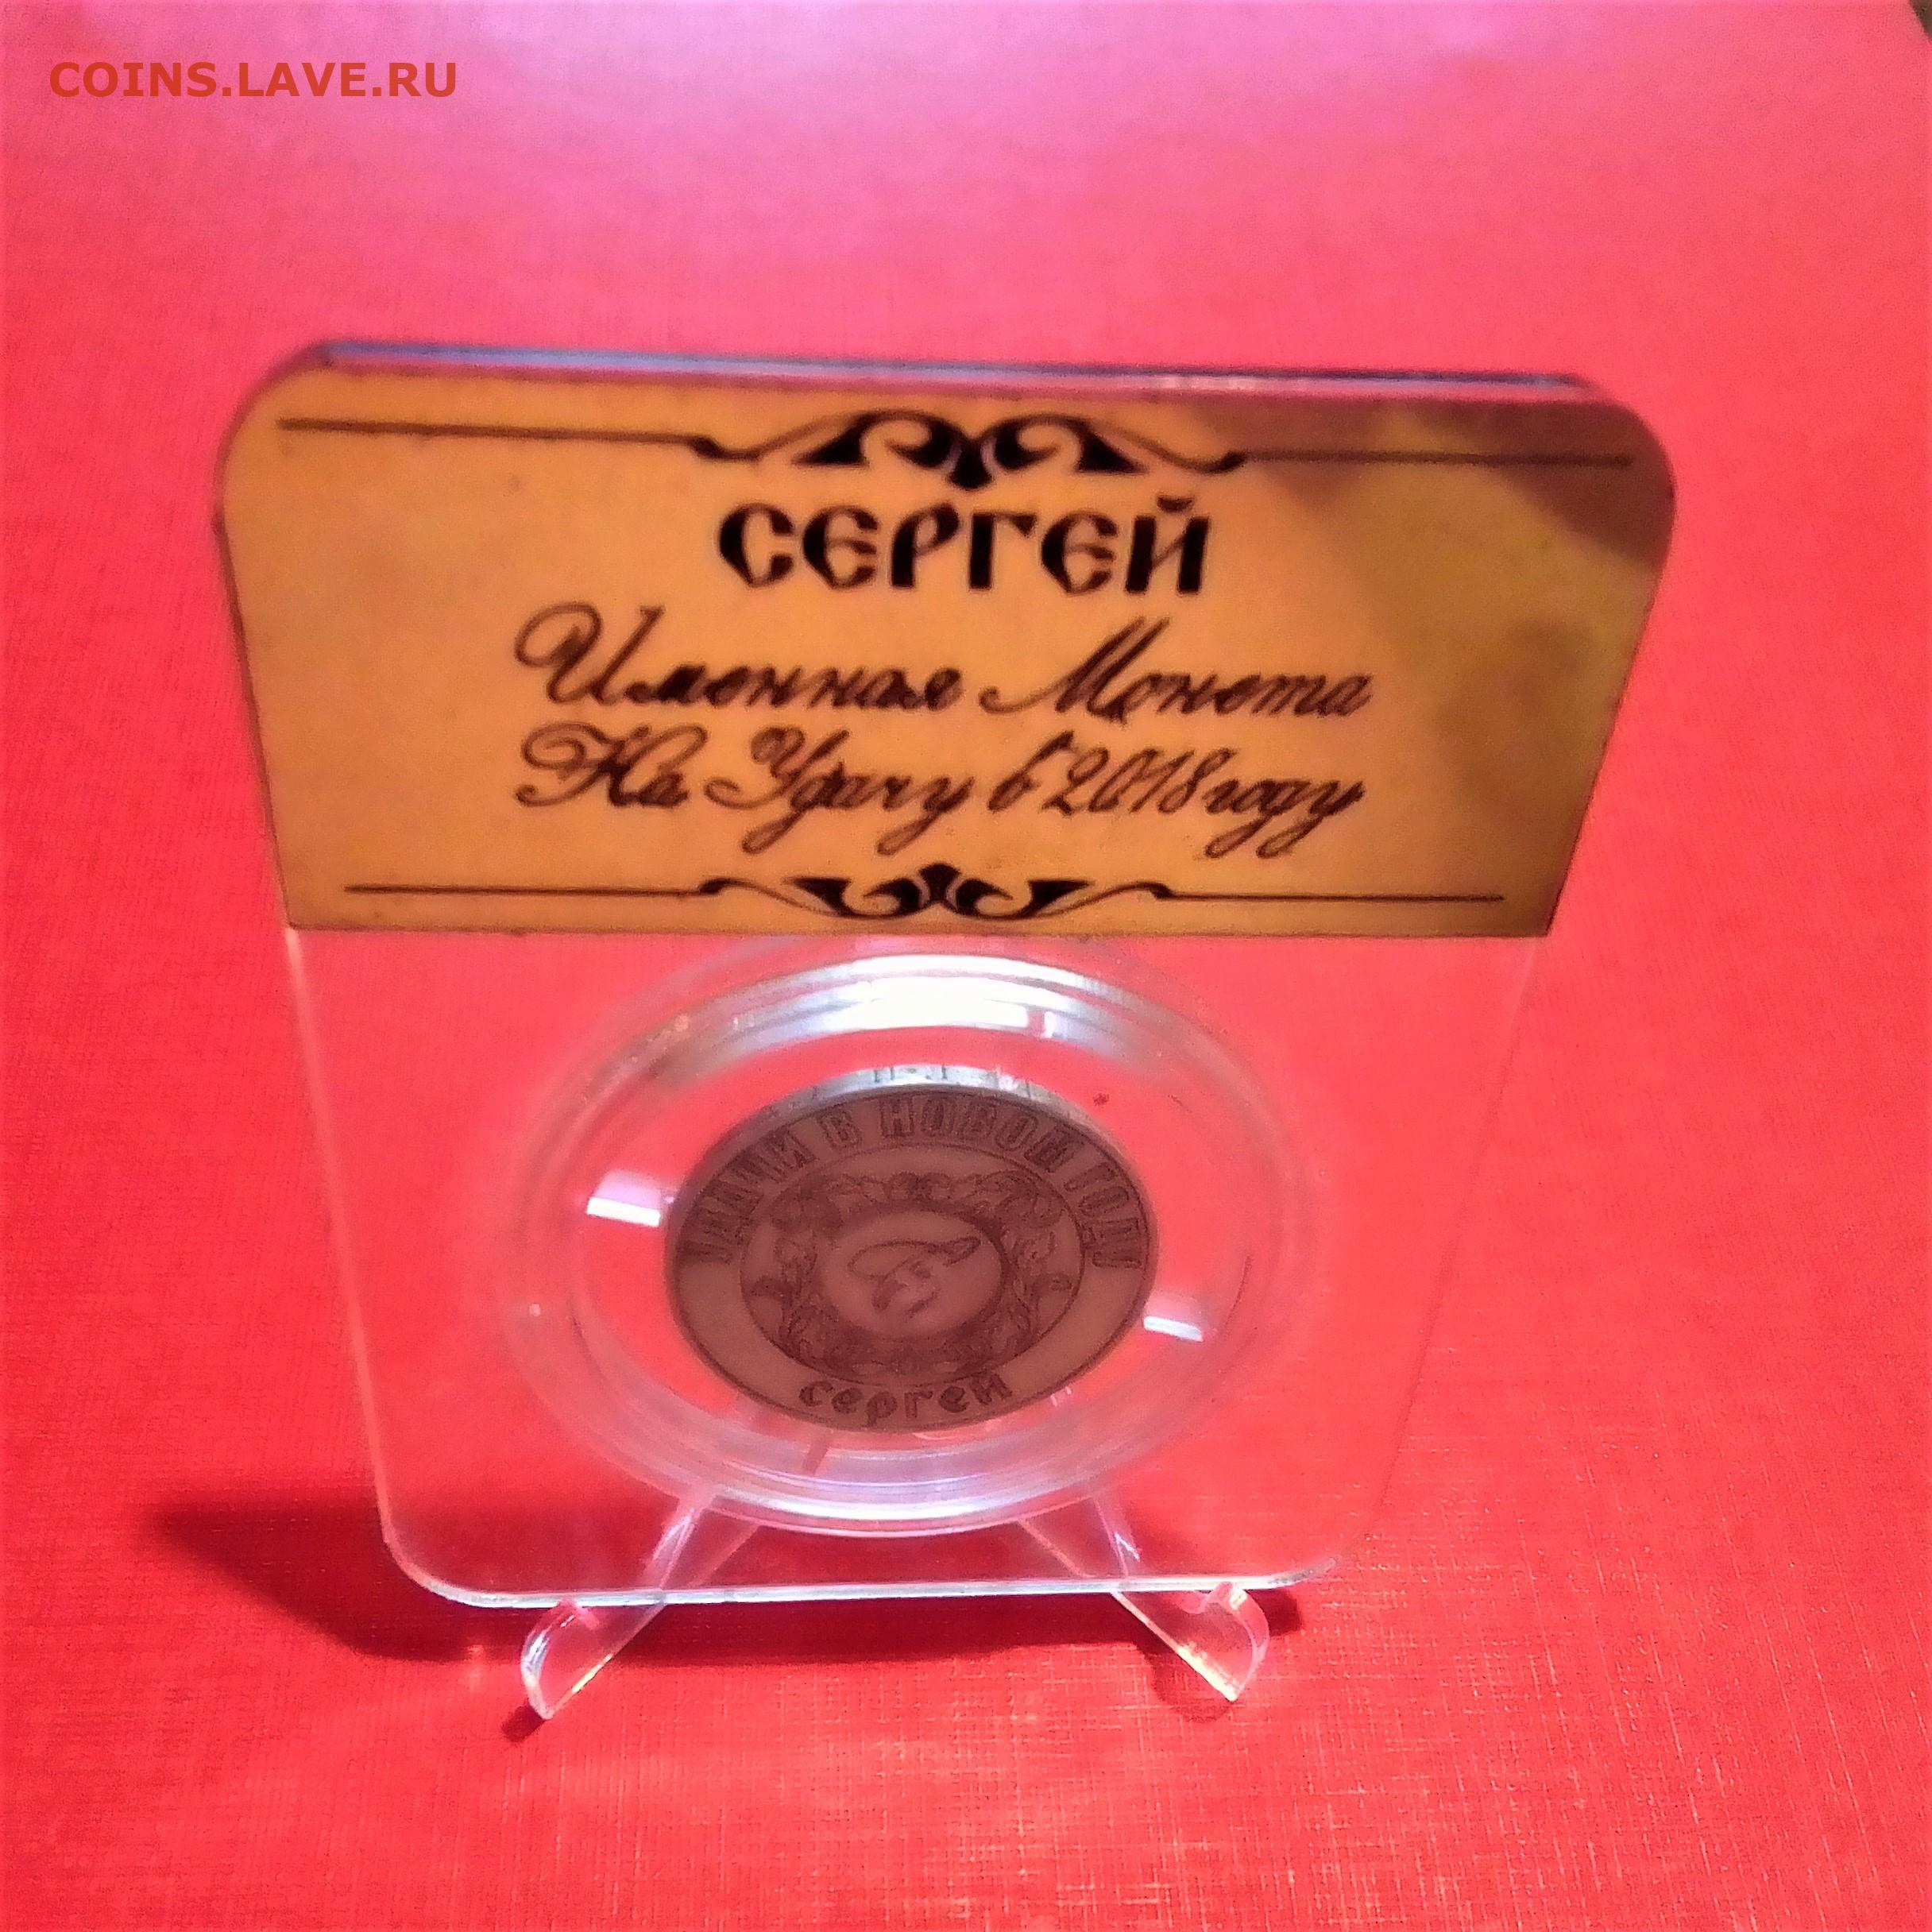 COINS.LAVE.RU
СЕРГЕЙ
Именная Монета
На Удачу в 2018 году
УДАЧИ В НОВОМ ГОДУ
сергей